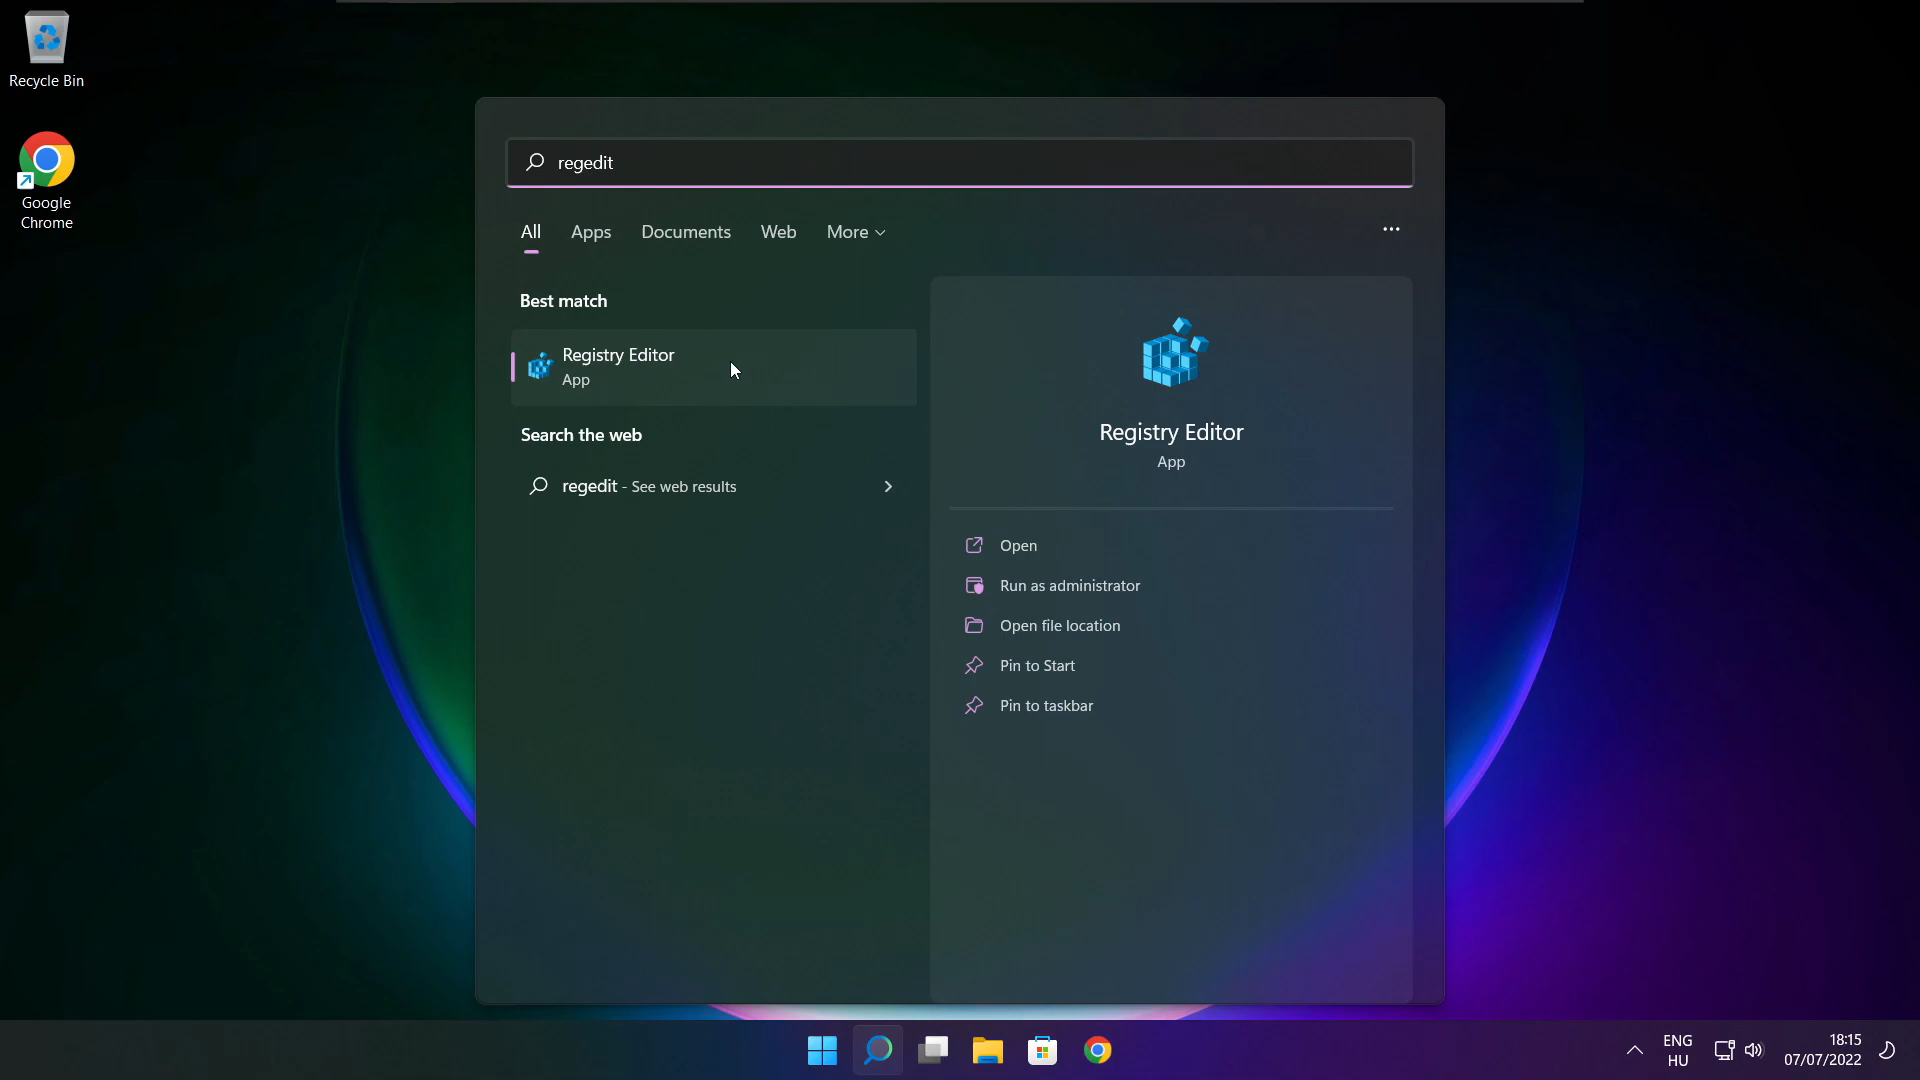 Recycle Bin
Google
Chrome
regedit
All Apps Documents Web More
Best match
Registry Editor
App
Search the web
regedit - See web results
Registry Editor
App
Open
Run as administrator
Open file location
Pin to Start
Pin to taskbar
ENG
HU
18:15
07/07/2022